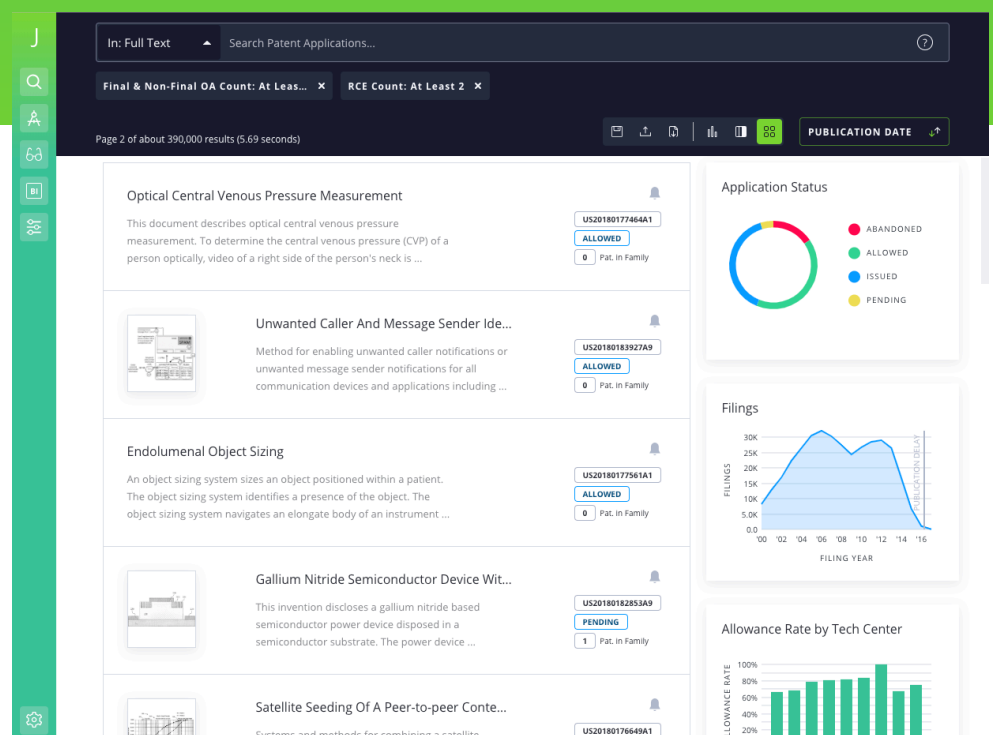 J
In: Full Text
Search Patent Applications...
?
Final & Non-Final OA Count: At Leas... ×
RCE Count: At Least 2 ×
BI
Page 2 of about 390,000 results (5.69 seconds)
PUBLICATION DATE
Optical Central Venous Pressure Measurement
This document describes optical central venous pressure
measurement. To determine the central venous pressure (CVP) of a
person optically, video of a right side of the person's neck is ...
US20180177464A1
ALLOWED
0 Pat. in Family
Unwanted Caller And Message Sender Ide...
Method for enabling unwanted caller notifications or
unwanted message sender notifications for all
communication devices and applications including ...
US20180183927A9
ALLOWED
0 Pat. in Family
Endolumenal Object Sizing
An object sizing system sizes an object positioned within a patient.
The object sizing system identifies a presence of the object. The
object sizing system navigates an elongate body of an instrument ...
US20180177561A1
ALLOWED
0 Pat. in Family
Gallium Nitride Semiconductor Device Wit...
This invention discloses a gallium nitride based
semiconductor power device disposed in a
semiconductor substrate. The power device ...
US20180182853A9
PENDING
1 Pat. in Family
Satellite Seeding Of A Peer-to-peer Conte...
Systems and methods for combining a satellite
US20180176649A1
Application Status
ABANDONED
ALLOWED
ISSUED
PENDING
Filings
FILINGS
30K
25K
20K
15K
10K
5.0K
0.0
PUBLICATION DELAY
'00 '02 '04 '06 '08 '10 '12 '14 '16
FILING YEAR
Allowance Rate by Tech Center
LLOWANCE RATE
100%
80%
60%
40%
20%